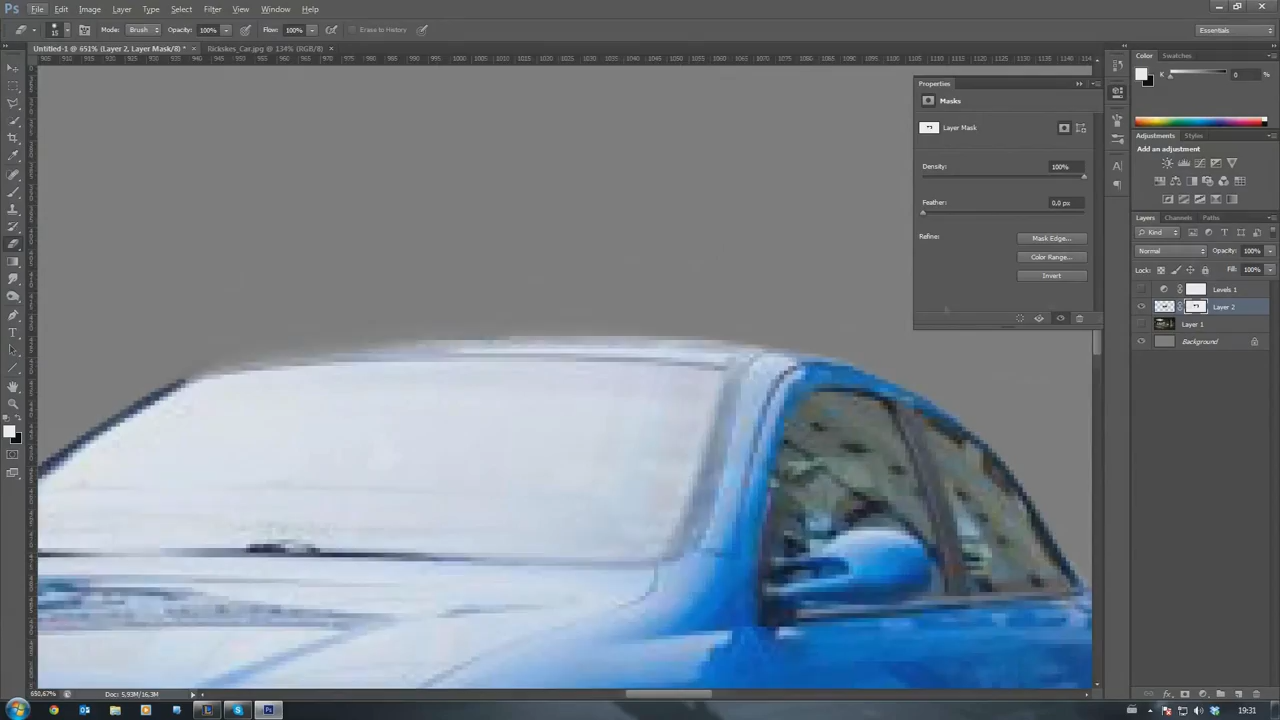 Ps File Edit Image Layer Type Select Filter View Window Help
15 Mode: Brush Opacity: 100% Flow: 100% Erase to History Essentials
Untitled-1 @ 651% (Layer 2, Layer Mask/8) * × Rickskes_Car.jpg @ 134% (RGB/8) ×
Properties
Masks
Layer Mask
Density: 100%
Feather: 0,0 px
Refine: Mask Edge...
Color Range...
Invert
Color Swatches
K 0 %
Adjustments Styles
Add an adjustment
Layers Channels Paths
Kind
Normal Opacity: 100%
Lock: Fill: 100%
Levels 1
Layer 2
Layer 1
Background
650,67% Doc: 5,93M/16,3M
19:31